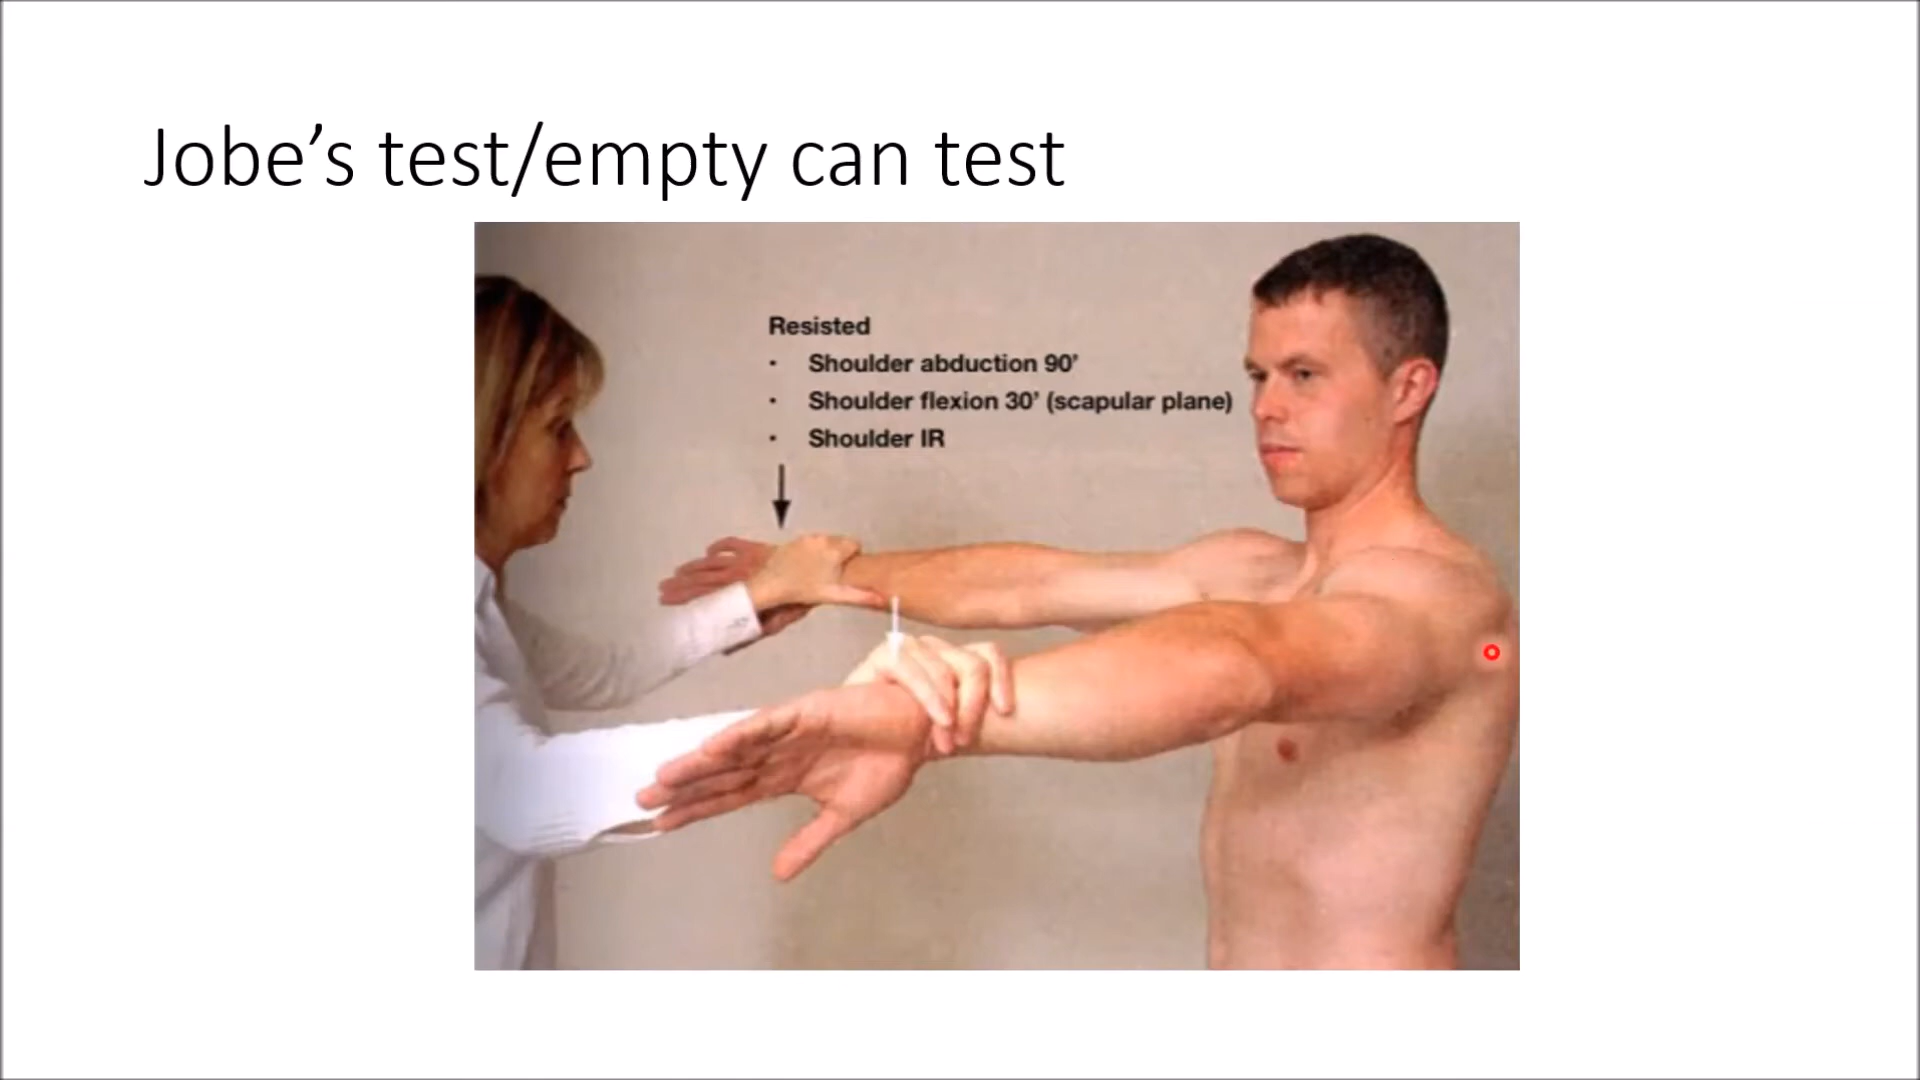 Jobe’s test/empty can test
Resisted
· Shoulder abduction 90’
· Shoulder flexion 30’ (scapular plane)
· Shoulder IR